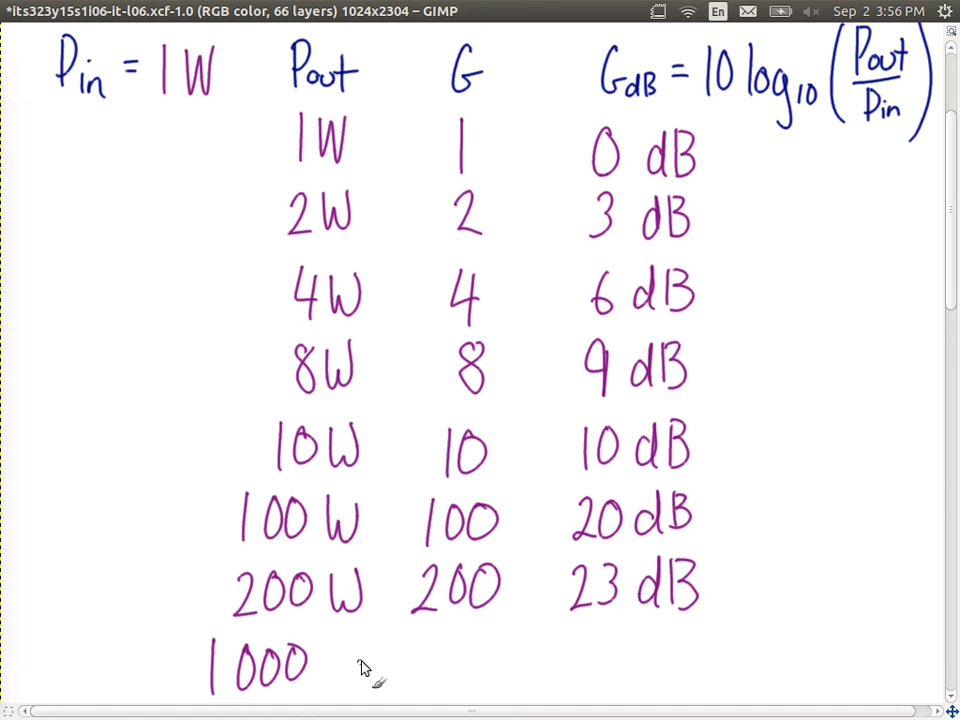 *its323y15s1i06-it-l06.xcf-1.0 (RGB color, 66 layers) 1024x2304 – GIMP En Sep 2 3:56 PM
Pin = 1W Pout G GdB = 10 log10 (Pout/Pin)
1W 1 0 dB
2W 2 3 dB
4W 4 6 dB
8W 8 9 dB
10W 10 10 dB
100W 100 20 dB
200W 200 23 dB
1000